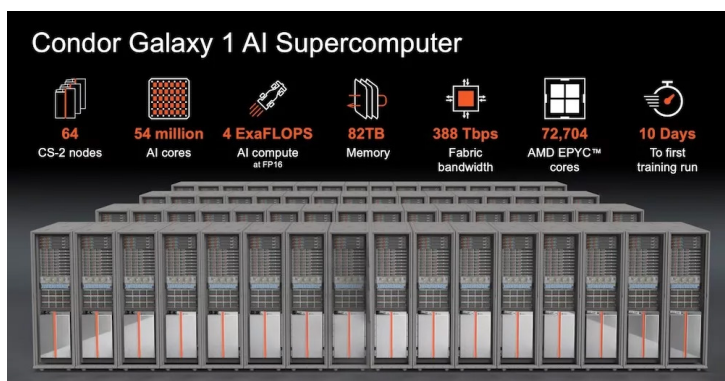 Condor Galaxy 1 AI Supercomputer
64
CS-2 nodes
54 million
AI cores
4 ExaFLOPS
AI compute
at FP16
82TB
Memory
388 Tbps
Fabric
bandwidth
72,704
AMD EPYC™
cores
10 Days
To first
training run